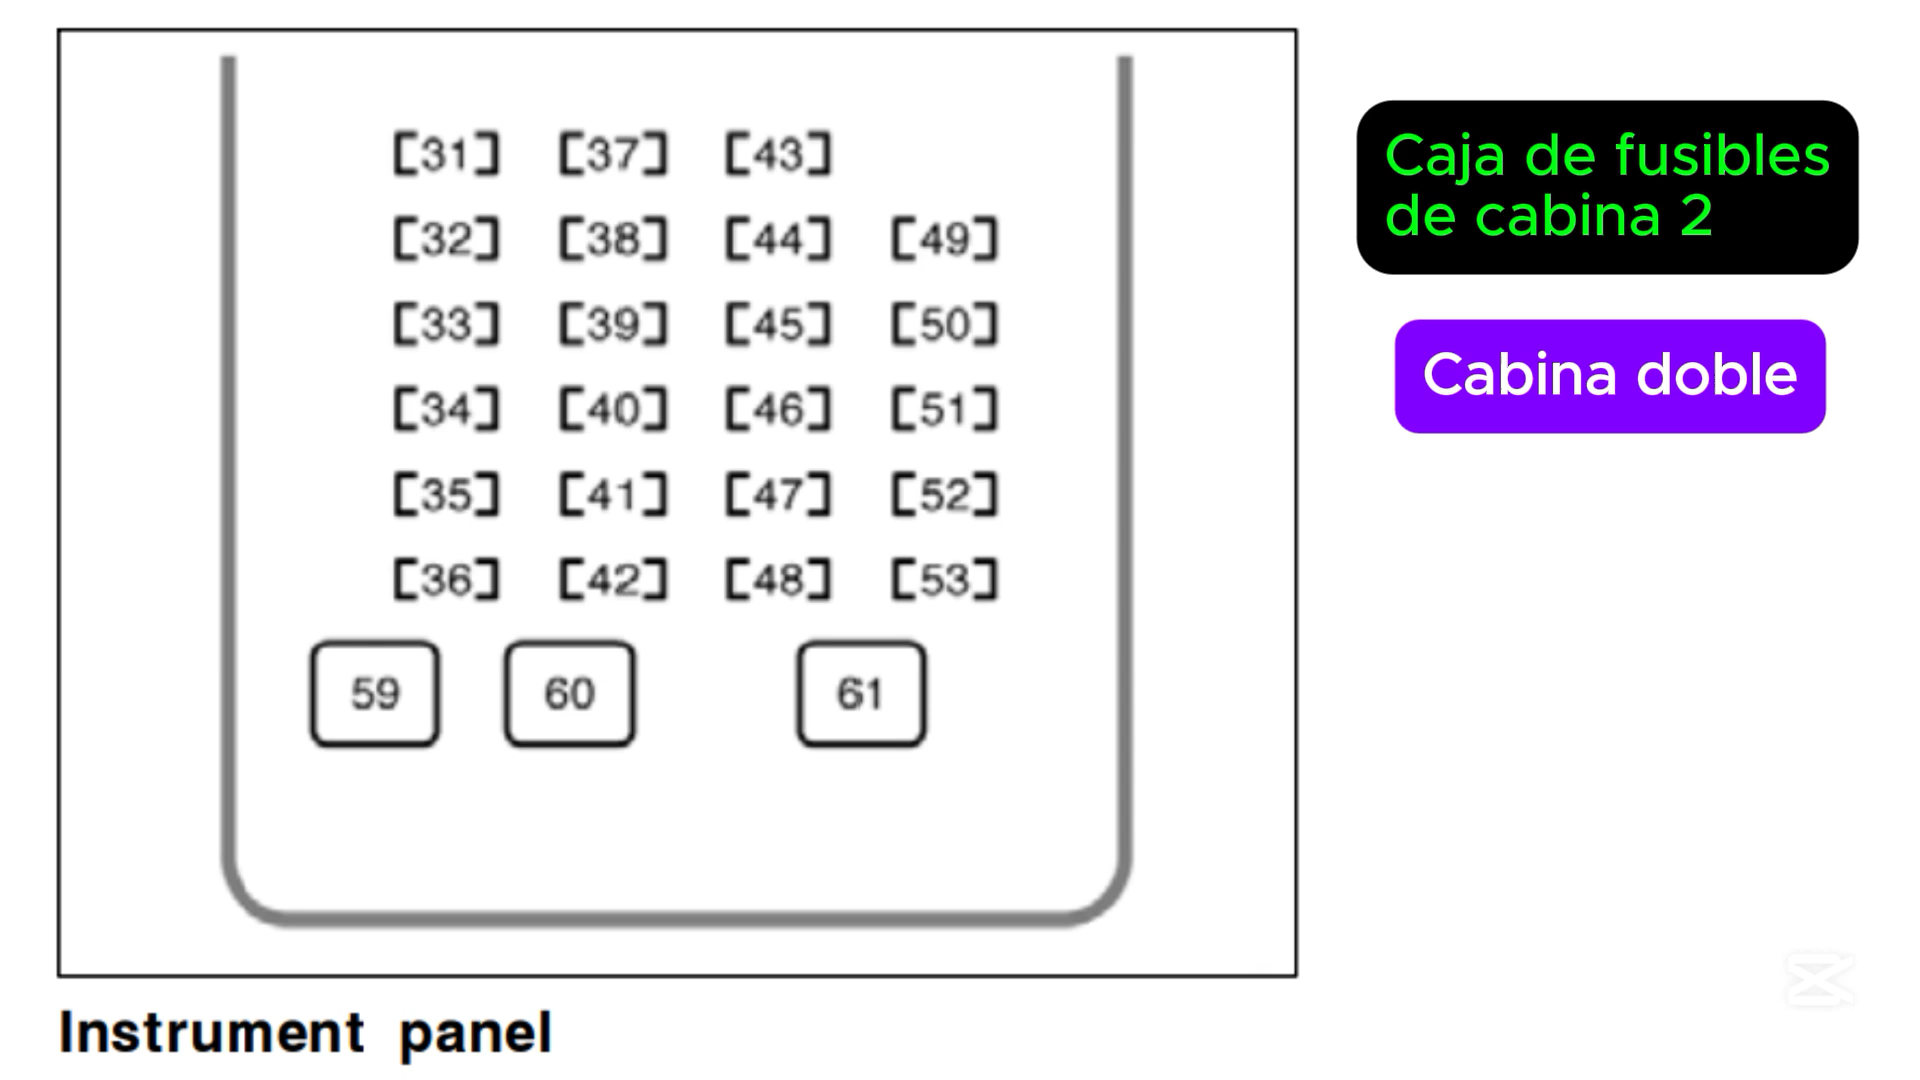 [31] [37] [43]
[32] [38] [44] [49]
[33] [39] [45] [50]
[34] [40] [46] [51]
[35] [41] [47] [52]
[36] [42] [48] [53]
59 60 61
Instrument panel
Caja de fusibles
de cabina 2
Cabina doble